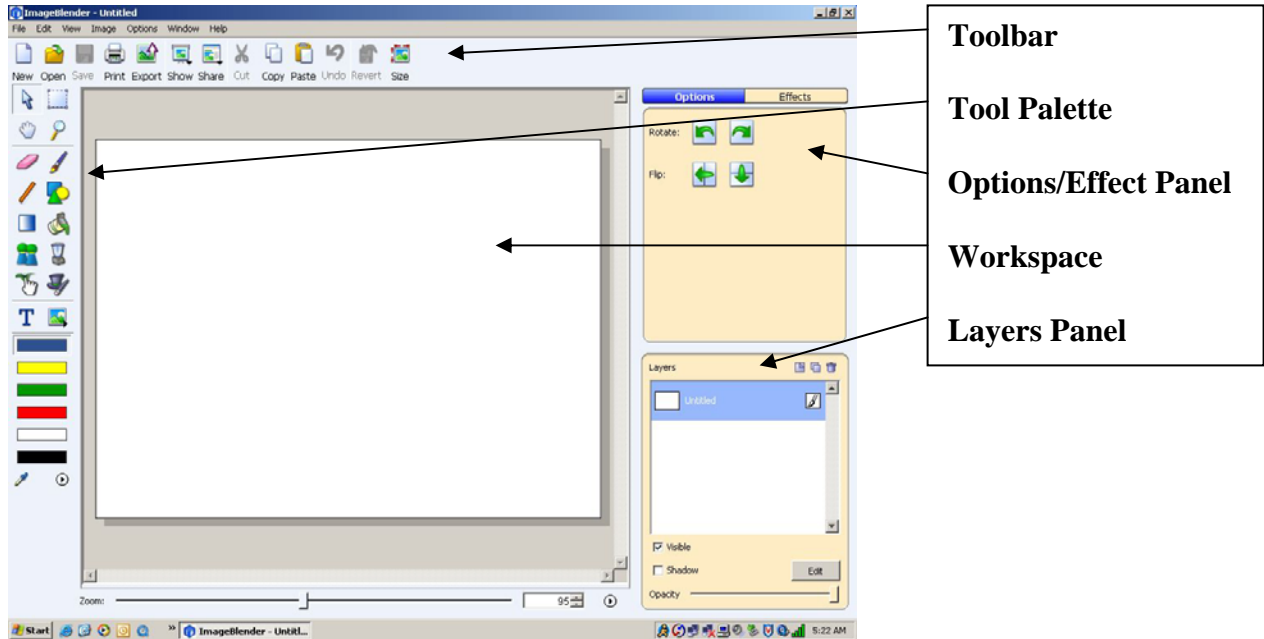 ImageBlender - Untitled
File Edit View Image Options Window Help
New Open Save Print Export Show Share Cut Copy Paste Undo Revert Size
Options Effects
Rotate:
Flip:
T
Layers
Untitled
Visible
Shadow
Edit
Opacity
Zoom: 95
Start » ImageBlender - Untitl... 5:22 AM
Toolbar
Tool Palette
Options/Effect Panel
Workspace
Layers Panel